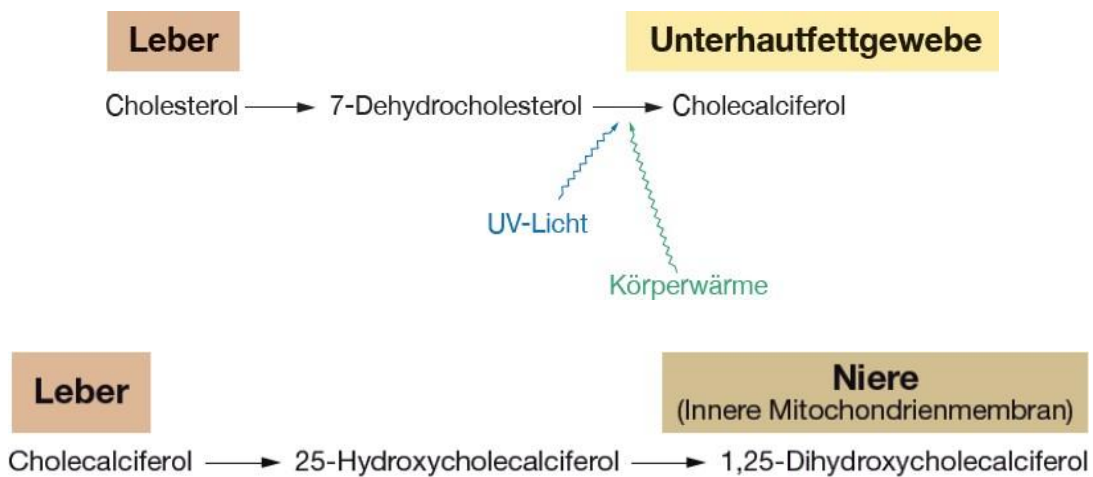 Leber Unterhautfettgewebe
Cholesterol 7-Dehydrocholesterol Cholecalciferol
UV-Licht
Körperwärme
Leber Niere
(Innere Mitochondrienmembran)
Cholecalciferol 25-Hydroxycholecalciferol 1,25-Dihydroxycholecalciferol